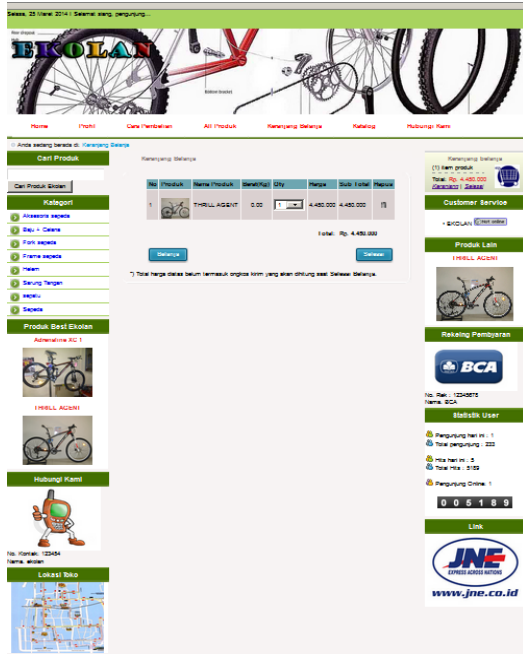 Selasa, 25 Maret 2014 | Selamat siang, pengunjung...
EKOLAN
Home Profil Cara Pembelian All Produk Keranjang Belanja Katalog Hubungi Kami
Anda sedang berada di: Keranjang Belanja
Cari Produk
Cari Produk Ekolan
Kategori
Aksesoris sepeda
Baju + Celana
Fork sepeda
Frame sepeda
Helem
Sarung Tangan
sepatu
Sepeda
Produk Best Ekolan
Adrenaline XC 1
THRILL AGENT
Hubungi Kami
No. Kontak. 123454
Nama. ekolan
Lokasi Toko
Keranjang Belanja
No Produk Nama Produk Berat(Kg) Qty Harga Sub Total Hapus
1 THRILL AGENT 0.00 1 4.450.000 4.450.000
Total: Rp. 4.450.000
Belanja Selesai
*) Total harga diatas belum termasuk ongkos kirim yang akan dihitung saat Selesai Belanja.
Keranjang belanja
(1) item produk
Total: Rp. 4.450.000
Keranjang | Selesai
Customer Service
EKOLAN
Not online
Produk Lain
THRILL AGENT
Rekeing Pembyaran
BCA
No. Rek : 12345678
Nama. BCA
Statistik User
Pengunjung hari ini : 1
Total pengunjung : 223
Hits hari ini : 5
Total Hits : 5189
Pengunjung Online: 1
005189
Link
JNE
EXPRESS ACROSS NATIONS
www.jne.co.id